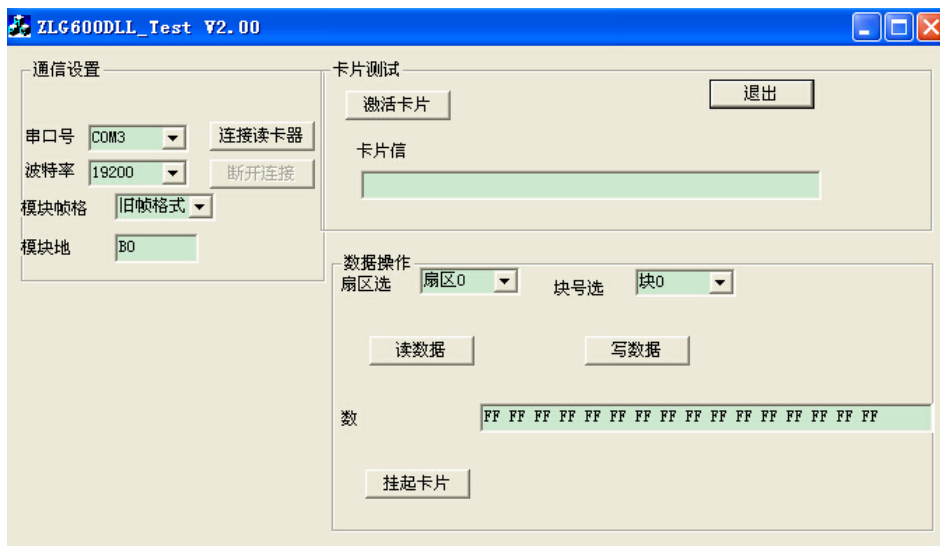 ZLG600DLL_Test V2.00
通信设置
串口号 COM3 连接读卡器
波特率 19200 断开连接
模块帧格 旧帧格式
模块地 B0
卡片测试
激活卡片 退出
卡片信
数据操作
扇区选 扇区0 块号选 块0
读数据 写数据
数 FF FF FF FF FF FF FF FF FF FF FF FF FF FF FF FF
挂起卡片